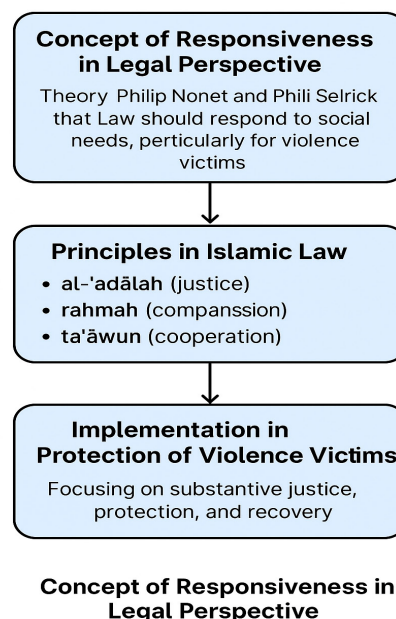 Concept of Responsiveness
in Legal Perspective
Theory Philip Nonet and Phili Selrick
that Law should respond to social
needs, perticularly for violence
victims
Principles in Islamic Law
• al-'adālah (justice)
• rahmah (companssion)
• ta'āwun (cooperation)
Implementation in
Protection of Violence Victims
Focusing on substantive justice,
protection, and recovery
Concept of Responsiveness in
Legal Perspective